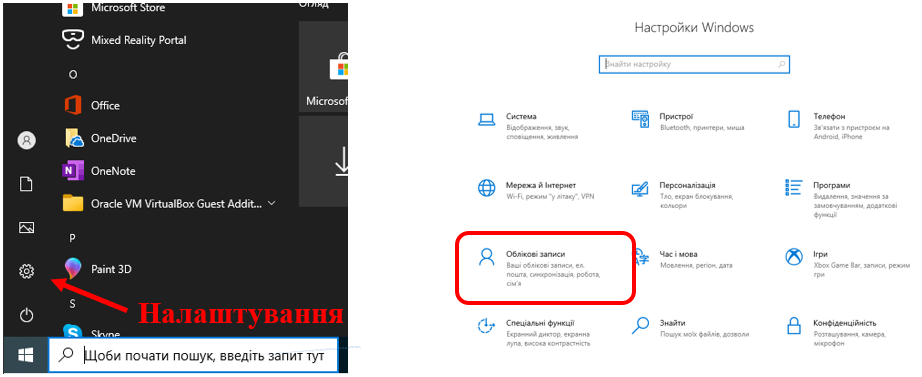 Огляд
Microsoft Store
Mixed Reality Portal
O
Office
OneDrive
OneNote
Oracle VM VirtualBox Guest Addit...
P
Paint 3D
S
Skype
Microsoft
Налаштування
Щоби почати пошук, введіть запит тут
Настройки Windows
Знайти настройку
Система
Відображення, звук,
сповіщення, живлення
Пристрої
Bluetooth, принтери, миша
Телефон
Зв'язати з пристроєм на
Android, iPhone
Мережа й Інтернет
Wi-Fi, режим "у літаку", VPN
Персоналізація
Тло, екран блокування,
кольори
Програми
Видалення, значення за
замовчуванням, додаткові
функції
Облікові записи
Ваші облікові записи, ел.
пошта, синхронізація, робота,
сім'я
Час і мова
Мовлення, регіон, дата
Ігри
Xbox Game Bar, записи, режим
гри
Спеціальні функції
Екранний диктор, екранна
лупа, висока контрастність
Знайти
Пошук моїх файлів, дозволи
Конфіденційність
Розташування, камера,
мікрофон